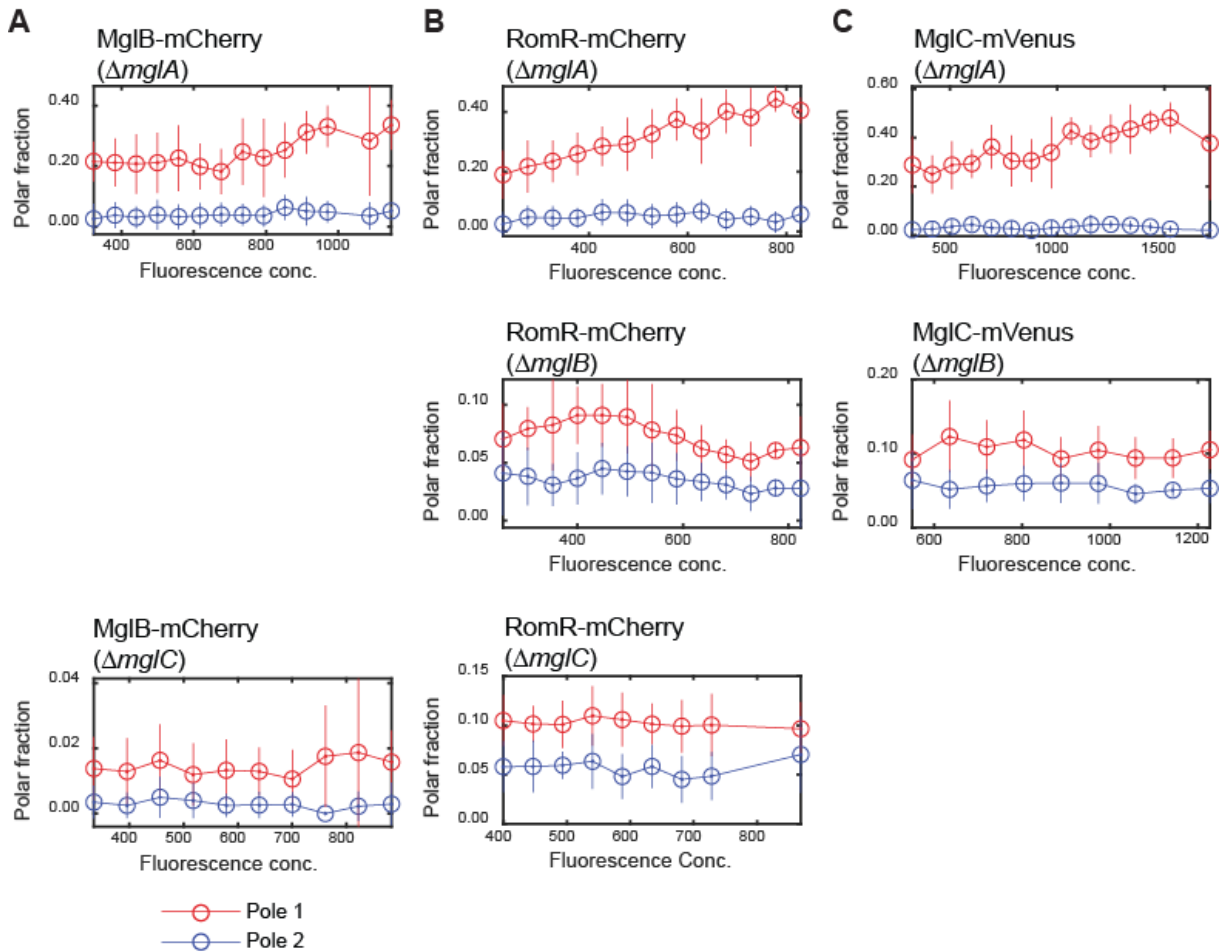 A
B
C
MglB-mCherry
(ΔmglA)
0.40
0.20
0.00
Polar fraction
400 600 800 1000
Fluorescence conc.
RomR-mCherry
(ΔmglA)
0.40
0.20
0.00
Polar fraction
400 600 800
Fluorescence conc.
MglC-mVenus
(ΔmglA)
0.60
0.40
0.20
0.00
Polar fraction
500 1000 1500
Fluorescence conc.
RomR-mCherry
(ΔmglB)
0.10
0.05
0.00
Polar fraction
400 600 800
Fluorescence conc.
MglC-mVenus
(ΔmglB)
0.20
0.10
0.00
Polar fraction
600 800 1000 1200
Fluorescence conc.
MglB-mCherry
(ΔmglC)
0.04
0.02
0.00
Polar fraction
400 500 600 700 800
Fluorescence conc.
RomR-mCherry
(ΔmglC)
0.15
0.10
0.05
0.00
Polar fraction
400 500 600 700 800
Fluorescence Conc.
Pole 1
Pole 2